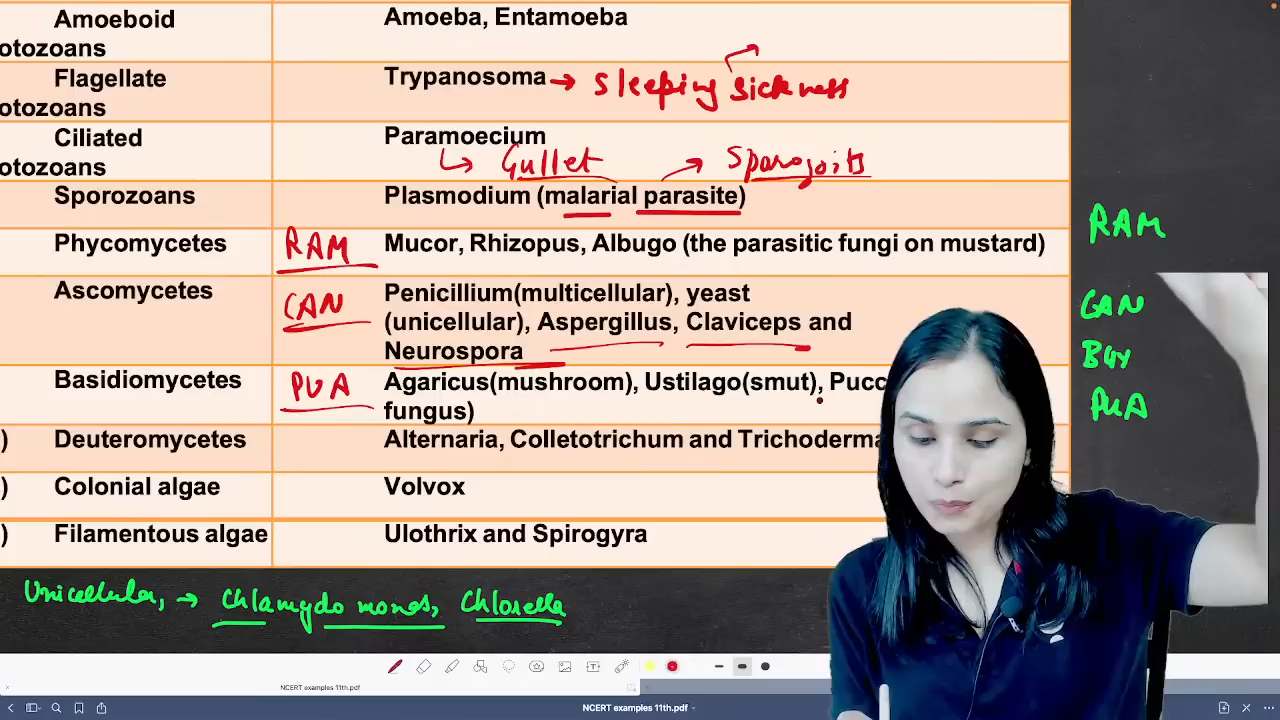 Amoeboid
otozoans
Amoeba, Entamoeba
Flagellate
otozoans
Trypanosoma → Sleeping sickness
Ciliated
otozoans
Paramoecium
↳ Gullet → Sporozoits
Sporozoans
Plasmodium (malarial parasite)
Phycomycetes
RAM
Mucor, Rhizopus, Albugo (the parasitic fungi on mustard)
RAM
Ascomycetes
CAN
Penicillium(multicellular), yeast
(unicellular), Aspergillus, Claviceps and
Neurospora
CAN
Basidiomycetes
PUA
Agaricus(mushroom), Ustilago(smut), Pucc
fungus)
PUA
) Deuteromycetes
Alternaria, Colletotrichum and Trichoderma
) Colonial algae
Volvox
) Filamentous algae
Ulothrix and Spirogyra
Unicellular, → Chlamydomonas, Chlorella
NCERT examples 11th.pdf
NCERT examples 11th.pdf